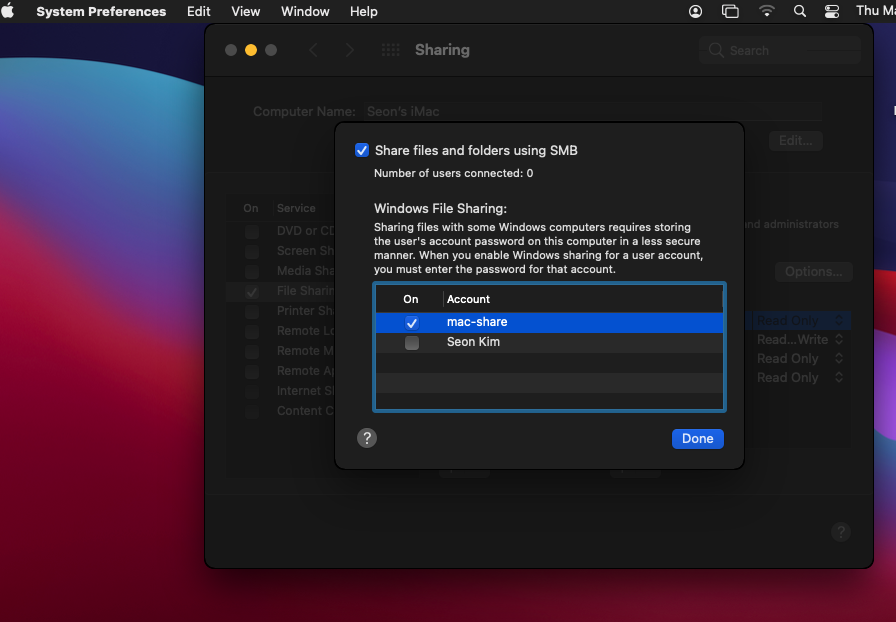 System Preferences Edit View Window Help Thu Ma
Sharing
Search
Computer Name: Seon's iMac
Edit...
Share files and folders using SMB
Number of users connected: 0
Windows File Sharing:
Sharing files with some Windows computers requires storing
the user's account password on this computer in a less secure
manner. When you enable Windows sharing for a user account,
you must enter the password for that account.
On Account
mac-share
Seon Kim
? Done
On Service
DVD or CD
Screen Sh
Media Sha
File Sharin
Printer Sh
Remote Lo
Remote M
Remote Ap
Internet S
Content C
nd administrators
Options...
Read Only
Read...Write
Read Only
Read Only
?